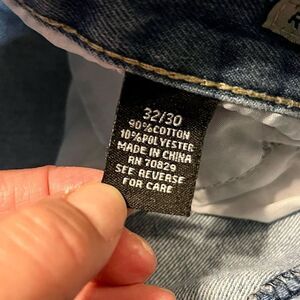 32/30
90%COTTON
10%POLYESTER
MADE IN CHINA
RN 70829
SEE REVERSE
FOR CARE